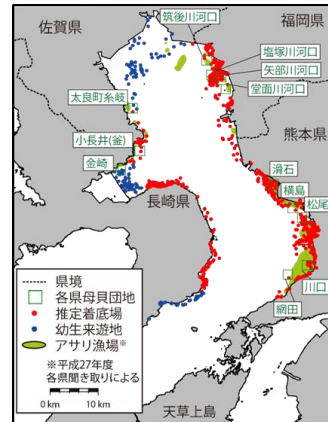 佐賀県
筑後川河口
福岡県
塩塚川河口
矢部川河口
堂面川河口
太良町糸岐
熊本県
小長井(釜)
滑石
金崎
横島
長崎県
松尾
川口
網田
天草上島
県境
各県母貝団地
推定着底場
幼生来遊地
アサリ漁場※
※平成27年度
各県聞き取りによる
0 km 10 km